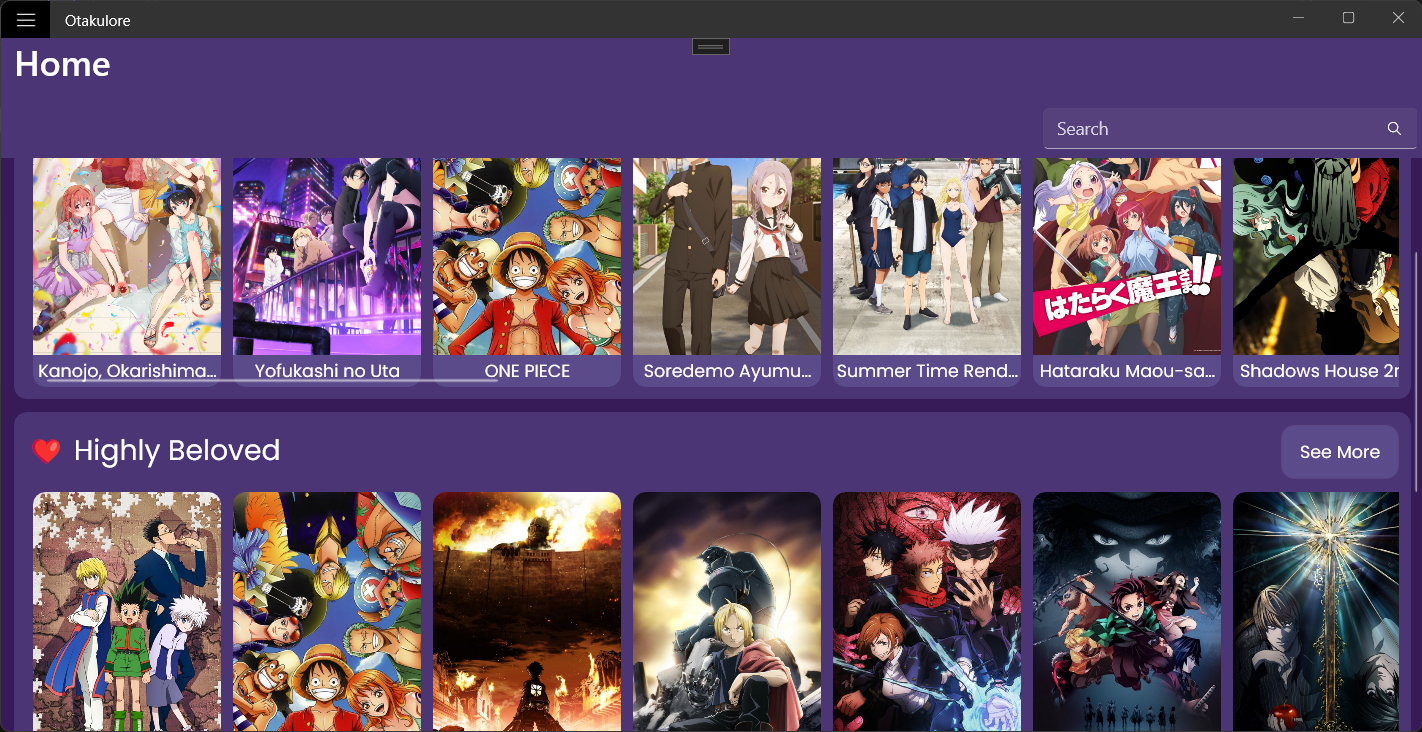 Otakulore
Home
Search
はたらく魔王さま!!
Kanojo, Okarishima...
Yofukashi no Uta
ONE PIECE
Soredemo Ayumu...
Summer Time Rend...
Hataraku Maou-sa...
Shadows House 2n
Highly Beloved
See More